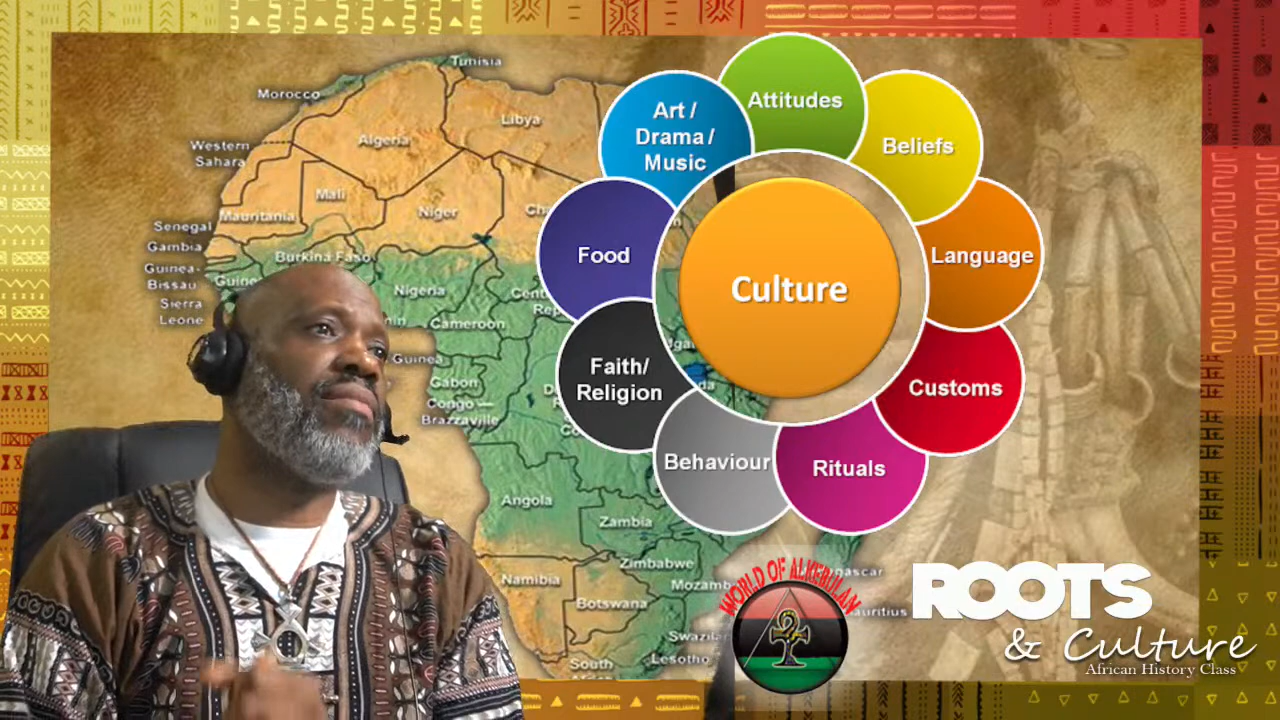 Tunisia
Morocco
Algeria
Libya
Western
Sahara
Mali
Mauritania
Niger
Senegal
Gambia
Burkina Faso
Guinea-
Bissau
Guine
Nigeria
Sierra
Leone
Cameroon
Guinea
Gabon
Congo —
Brazzaville
Angola
Zambia
Zimbabwe
Namibia
Botswana
South
Lesotho
Art /
Drama /
Music
Attitudes
Beliefs
Food
Culture
Language
Faith/
Religion
Customs
Behaviour
Rituals
WORLD OF ALKEBULAN
ROOTS
& Culture
African History Class